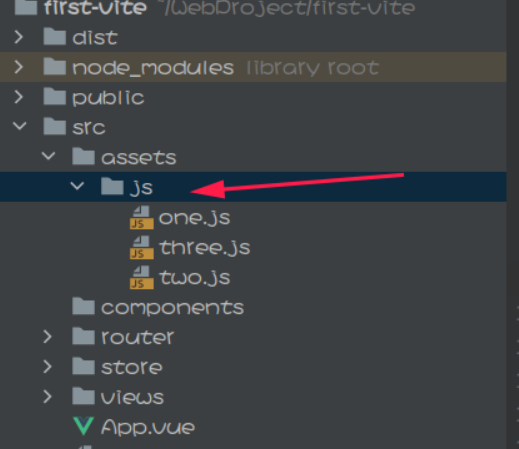 first-vite ~/WebProject/first-vite
dist
node_modules library root
public
src
assets
js
JS one.js
JS three.js
JS two.js
components
router
store
views
App.vue